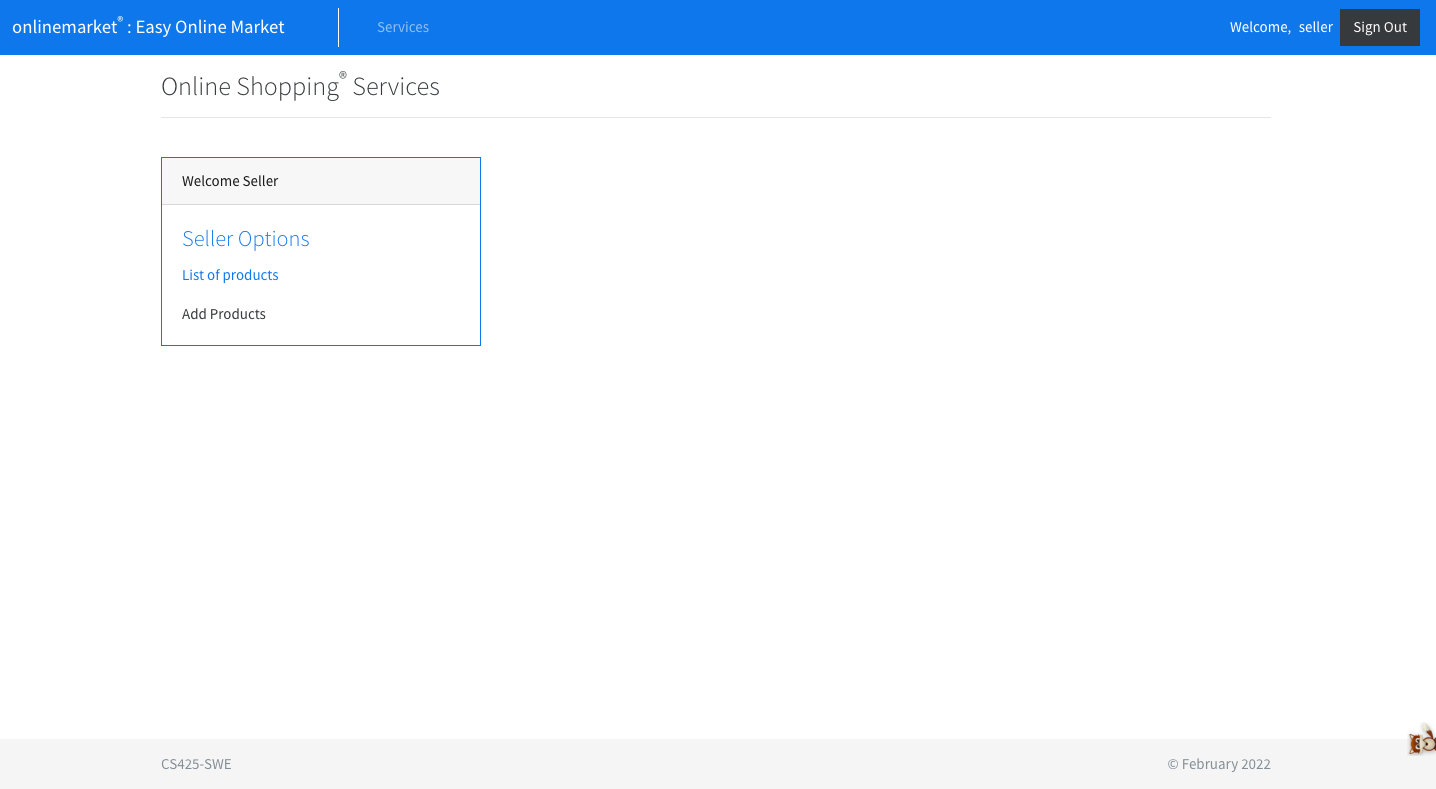 onlinemarket® : Easy Online Market
Services
Welcome, seller
Sign Out
Online Shopping® Services
Welcome Seller
Seller Options
List of products
Add Products
CS425-SWE
© February 2022